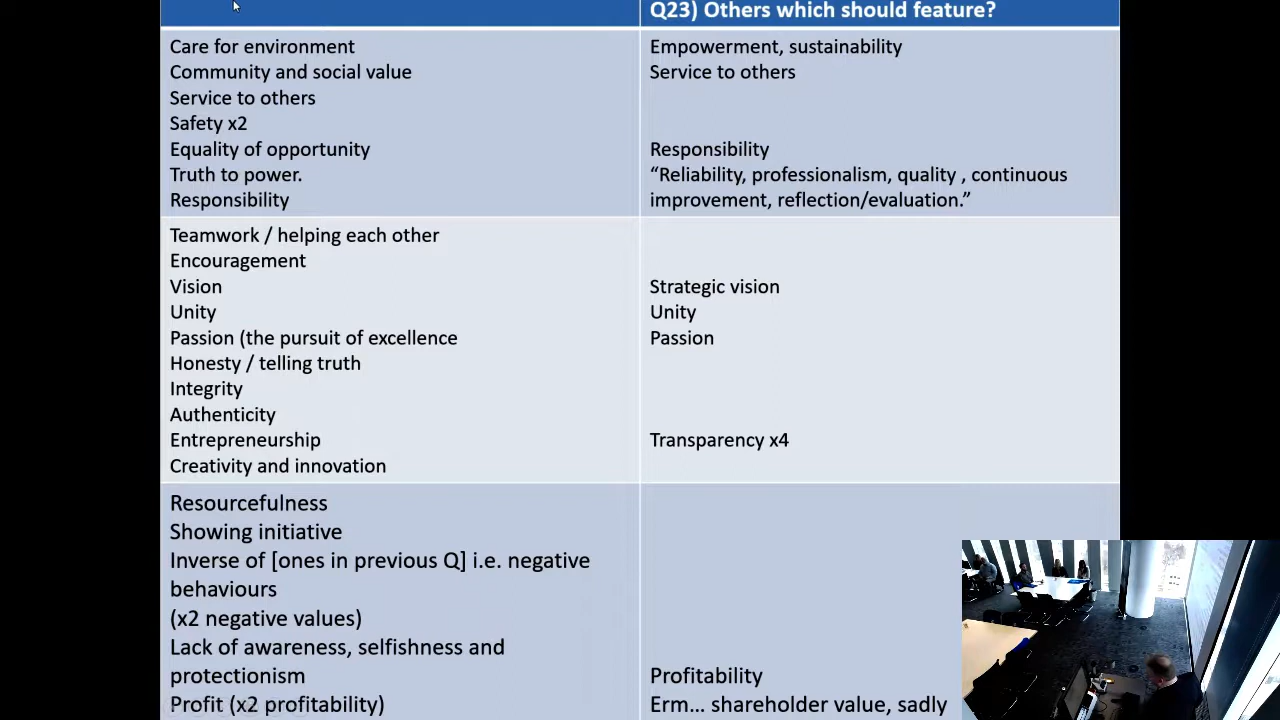 Q23) Others which should feature?
Care for environment
Community and social value
Service to others
Safety x2
Equality of opportunity
Truth to power.
Responsibility
Empowerment, sustainability
Service to others
Responsibility
“Reliability, professionalism, quality , continuous
improvement, reflection/evaluation.”
Teamwork / helping each other
Encouragement
Vision
Unity
Passion (the pursuit of excellence
Honesty / telling truth
Integrity
Authenticity
Entrepreneurship
Creativity and innovation
Strategic vision
Unity
Passion
Transparency x4
Resourcefulness
Showing initiative
Inverse of [ones in previous Q] i.e. negative
behaviours
(x2 negative values)
Lack of awareness, selfishness and
protectionism
Profit (x2 profitability)
Profitability
Erm... shareholder value, sadly